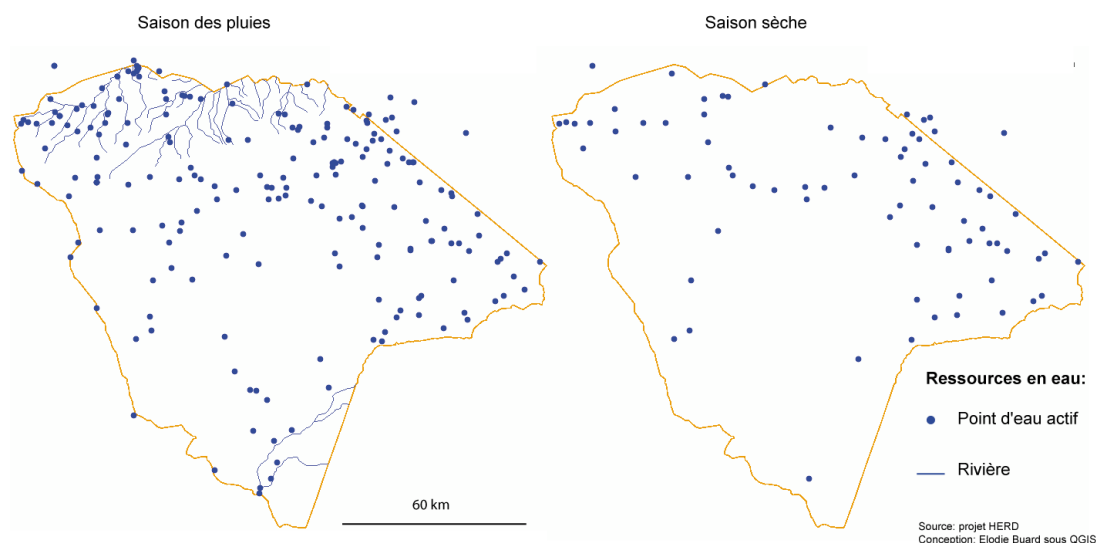 Saison des pluies
Saison sèche
Ressources en eau:
Point d'eau actif
Rivière
60 km
Source: projet HERD
Conception: Elodie Buard sous QGIS